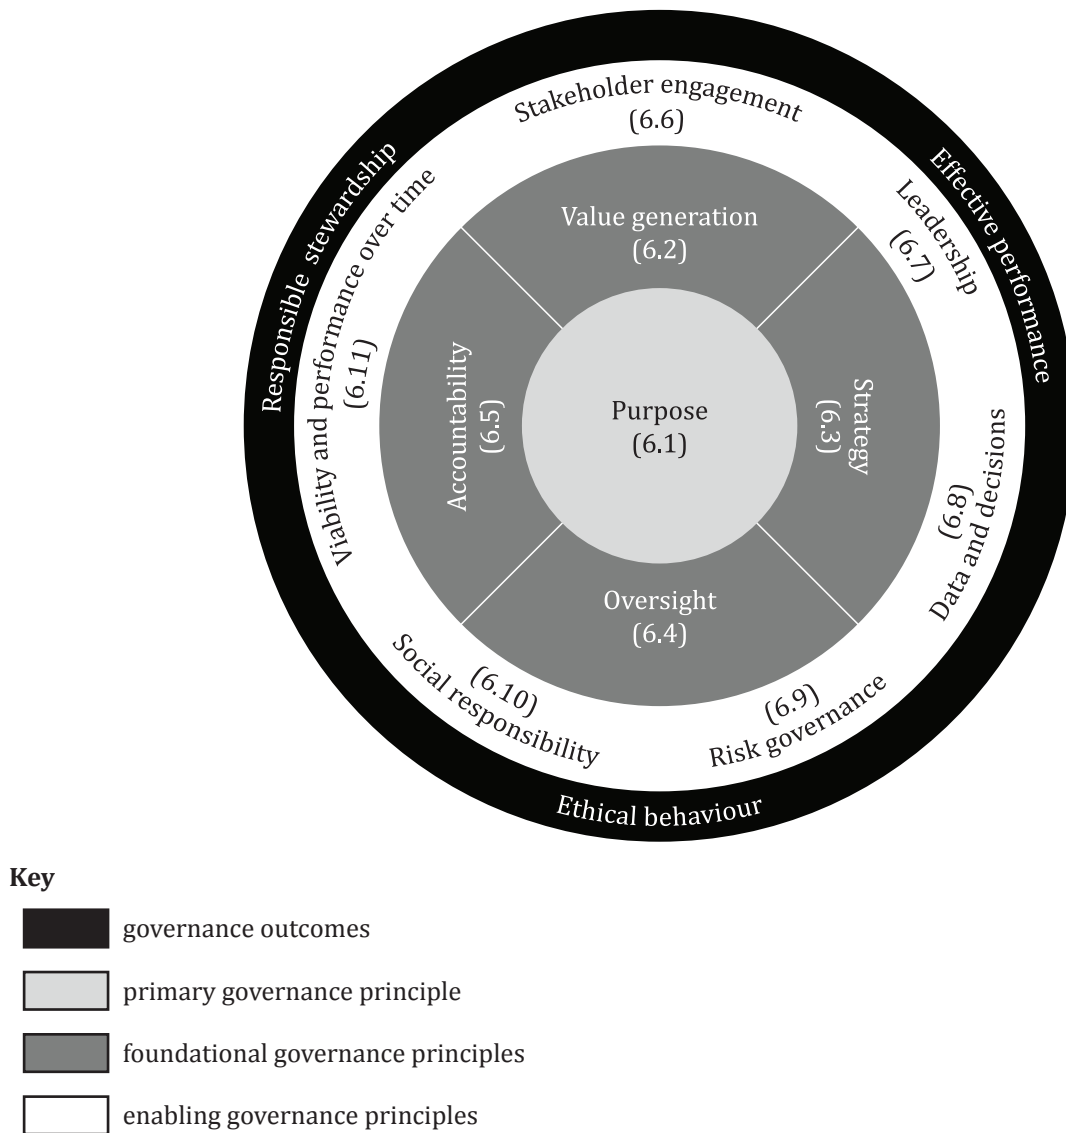 Stakeholder engagement
(6.6)
Effective performance
Leadership
(6.7)
Responsible stewardship
Viability and performance over time
(6.11)
Value generation
(6.2)
Accountability
(6.5)
Purpose
(6.1)
Strategy
(6.3)
(6.8)
Data and decisions
Oversight
(6.4)
(6.10)
Social responsibility
(6.9)
Risk governance
Ethical behaviour
Key
governance outcomes
primary governance principle
foundational governance principles
enabling governance principles